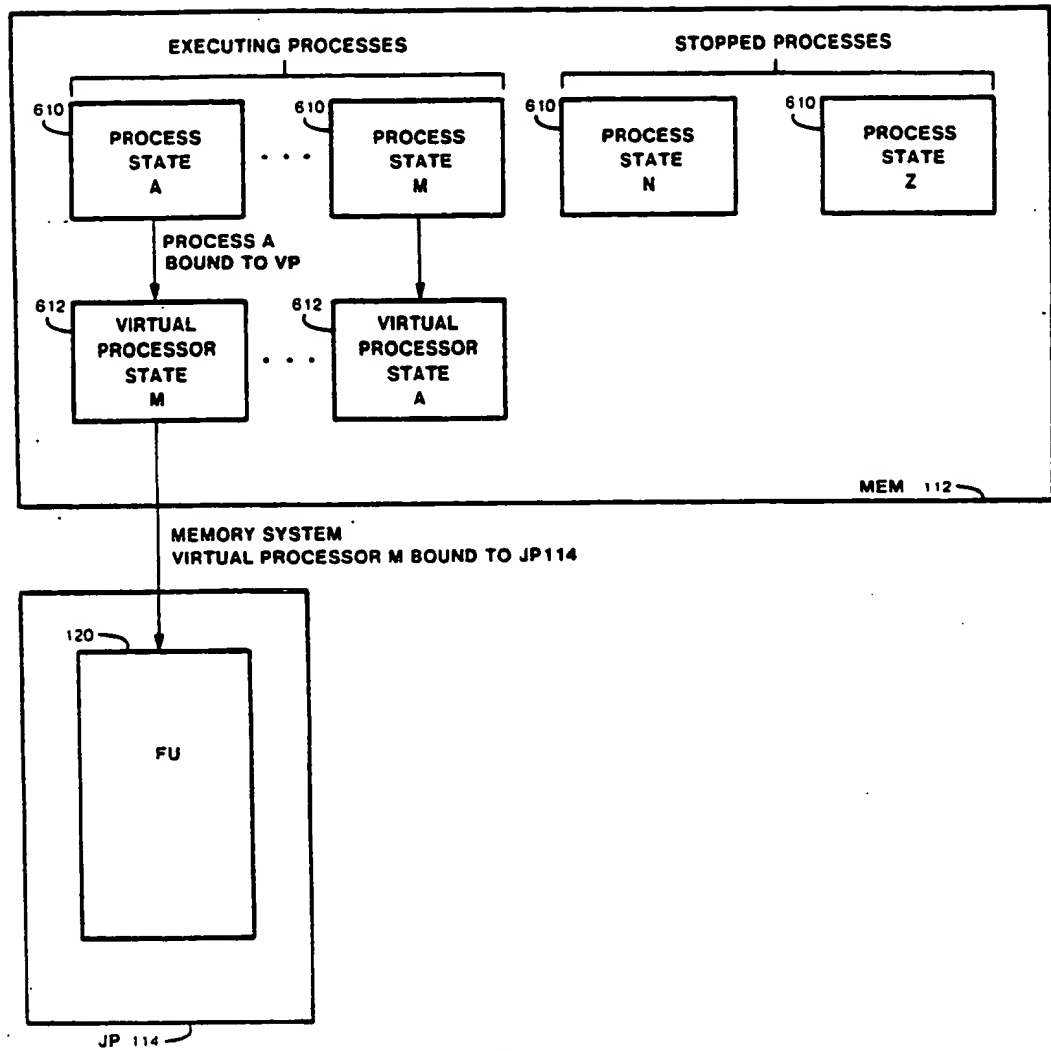 EXECUTING PROCESSES
STOPPED PROCESSES
610
PROCESS
STATE
A
. . .
610
PROCESS
STATE
M
610
PROCESS
STATE
N
610
PROCESS
STATE
Z
PROCESS A
BOUND TO VP
612
VIRTUAL
PROCESSOR
STATE
M
. . .
612
VIRTUAL
PROCESSOR
STATE
A
MEM 112
MEMORY SYSTEM
VIRTUAL PROCESSOR M BOUND TO JP114
120
FU
JP 114